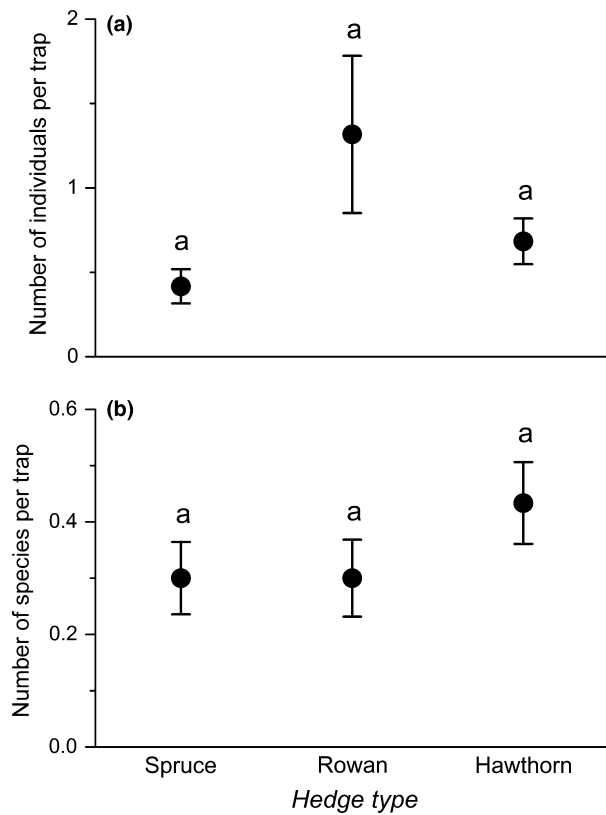 (a)
Number of individuals per trap
2
1
0
a
a
a
(b)
Number of species per trap
0.6
0.4
0.2
0.0
a
a
a
Spruce
Rowan
Hawthorn
Hedge type